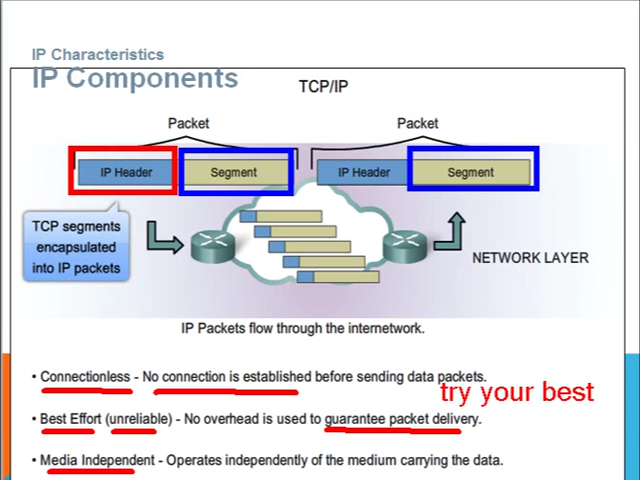 IP Characteristics
IP Components
TCP/IP
Packet
Packet
IP Header
Segment
IP Header
Segment
TCP segments
encapsulated
into IP packets
NETWORK LAYER
IP Packets flow through the internetwork.
• Connectionless - No connection is established before sending data packets.
try your best
• Best Effort (unreliable) - No overhead is used to guarantee packet delivery.
• Media Independent - Operates independently of the medium carrying the data.